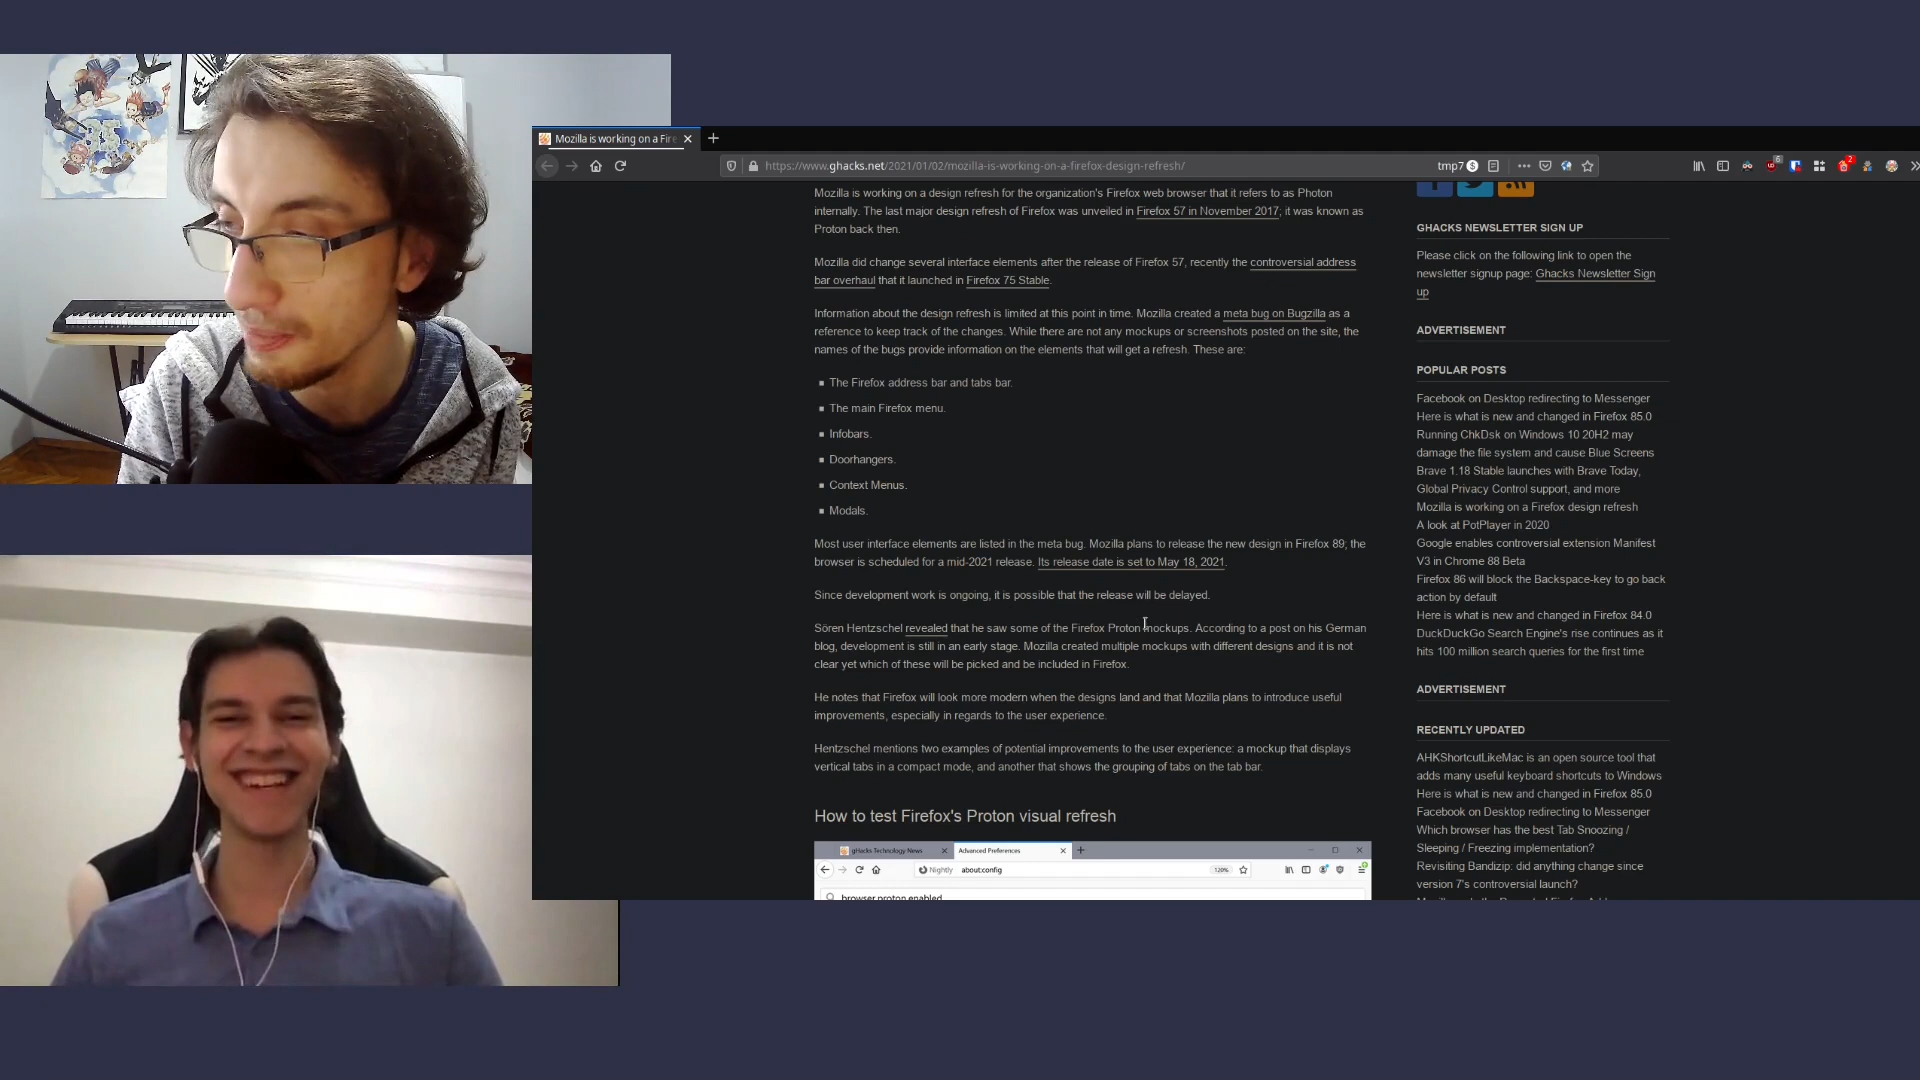 Mozilla is working on a Fire
https://www.ghacks.net/2021/01/02/mozilla-is-working-on-a-firefox-design-refresh/
tmp7
6
2
Mozilla is working on a design refresh for the organization's Firefox web browser that it refers to as Photon
internally. The last major design refresh of Firefox was unveiled in Firefox 57 in November 2017; it was known as
Proton back then.
Mozilla did change several interface elements after the release of Firefox 57, recently the controversial address
bar overhaul that it launched in Firefox 75 Stable.
Information about the design refresh is limited at this point in time. Mozilla created a meta bug on Bugzilla as a
reference to keep track of the changes. While there are not any mockups or screenshots posted on the site, the
names of the bugs provide information on the elements that will get a refresh. These are:
The Firefox address bar and tabs bar.
The main Firefox menu.
Infobars.
Doorhangers.
Context Menus.
Modals.
Most user interface elements are listed in the meta bug. Mozilla plans to release the new design in Firefox 89; the
browser is scheduled for a mid-2021 release. Its release date is set to May 18, 2021.
Since development work is ongoing, it is possible that the release will be delayed.
Sören Hentzschel revealed that he saw some of the Firefox Proton mockups. According to a post on his German
blog, development is still in an early stage. Mozilla created multiple mockups with different designs and it is not
clear yet which of these will be picked and be included in Firefox.
He notes that Firefox will look more modern when the designs land and that Mozilla plans to introduce useful
improvements, especially in regards to the user experience.
Hentzschel mentions two examples of potential improvements to the user experience: a mockup that displays
vertical tabs in a compact mode, and another that shows the grouping of tabs on the tab bar.
How to test Firefox's Proton visual refresh
gHacks Technology News
Advanced Preferences
Nightly about:config
120%
browser.proton.enabled
GHACKS NEWSLETTER SIGN UP
Please click on the following link to open the
newsletter signup page: Ghacks Newsletter Sign
up
ADVERTISEMENT
POPULAR POSTS
Facebook on Desktop redirecting to Messenger
Here is what is new and changed in Firefox 85.0
Running ChkDsk on Windows 10 20H2 may
damage the file system and cause Blue Screens
Brave 1.18 Stable launches with Brave Today,
Global Privacy Control support, and more
Mozilla is working on a Firefox design refresh
A look at PotPlayer in 2020
Google enables controversial extension Manifest
V3 in Chrome 88 Beta
Firefox 86 will block the Backspace-key to go back
action by default
Here is what is new and changed in Firefox 84.0
DuckDuckGo Search Engine's rise continues as it
hits 100 million search queries for the first time
ADVERTISEMENT
RECENTLY UPDATED
AHKShortcutLikeMac is an open source tool that
adds many useful keyboard shortcuts to Windows
Here is what is new and changed in Firefox 85.0
Facebook on Desktop redirecting to Messenger
Which browser has the best Tab Snoozing /
Sleeping / Freezing implementation?
Revisiting Bandizip: did anything change since
version 7's controversial launch?